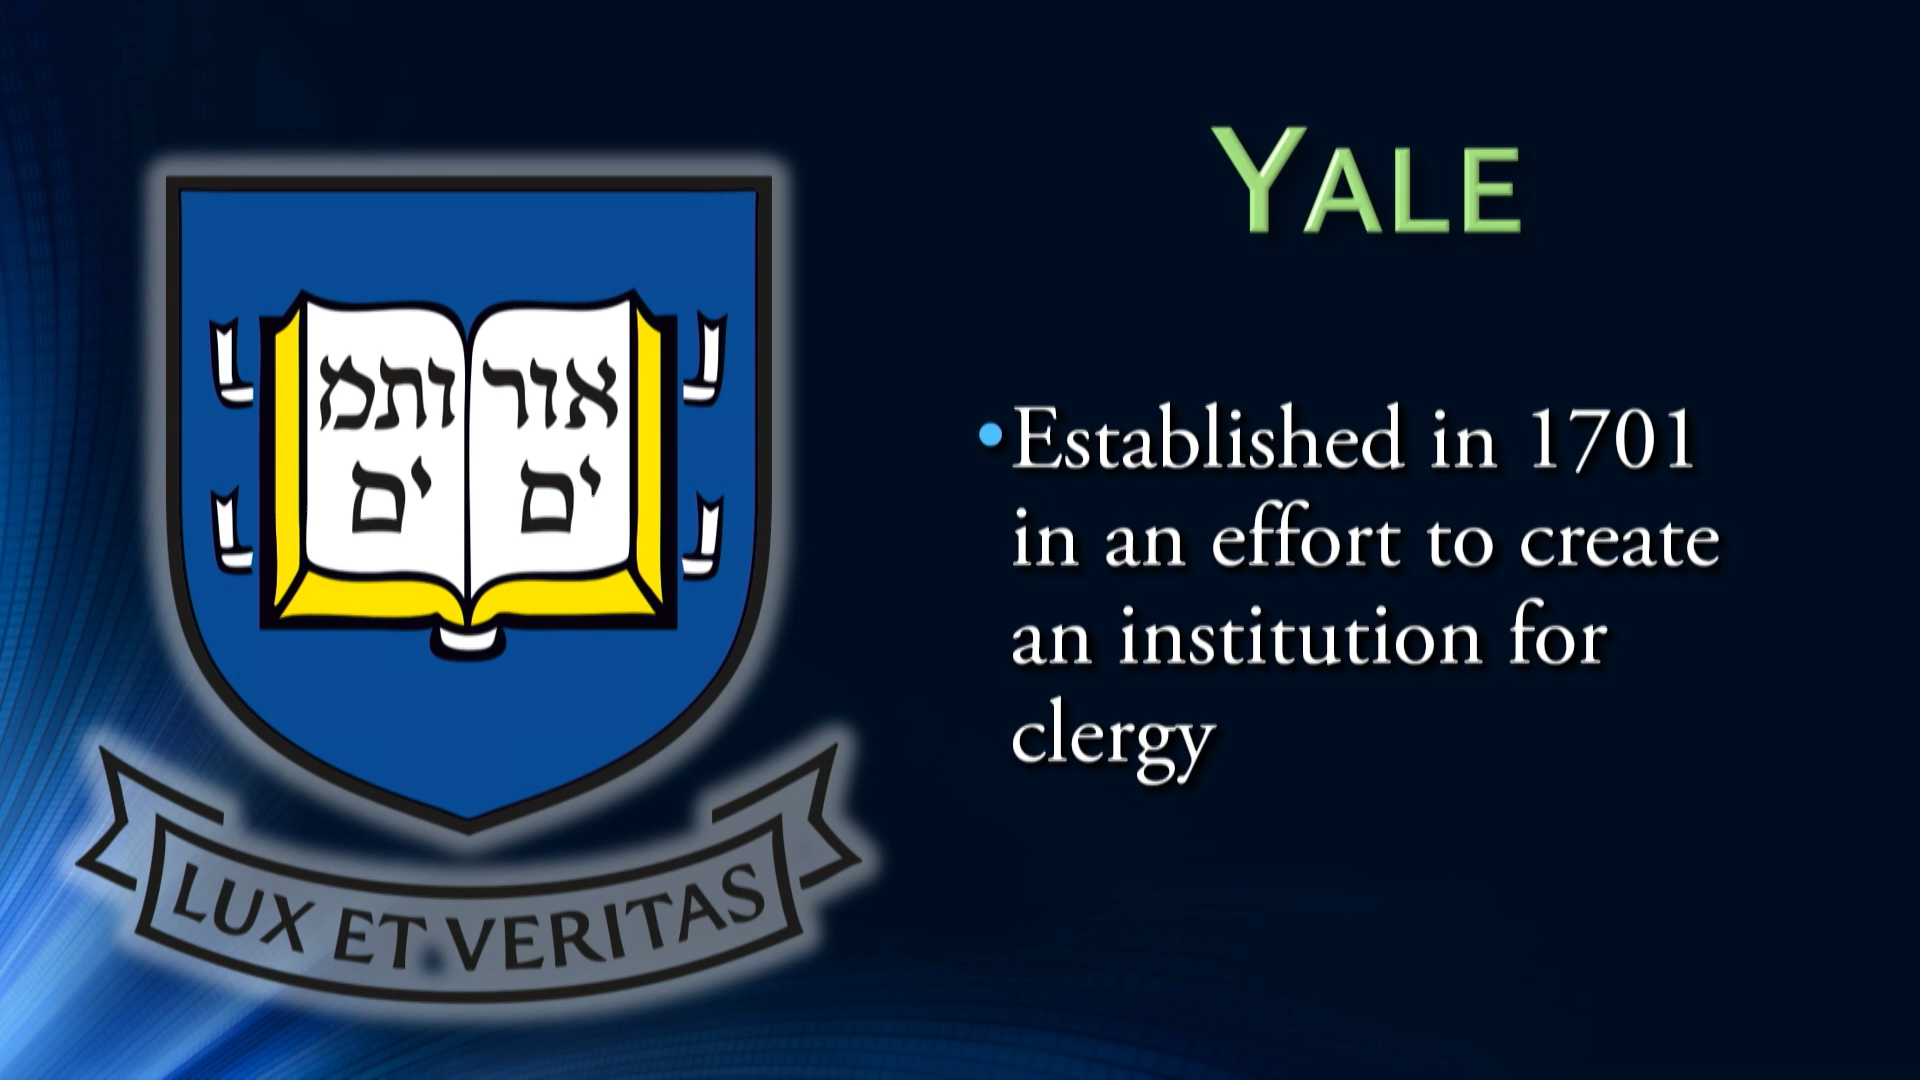 YALE
אור ותמ
ים ים
LUX ET VERITAS
•Established in 1701
in an effort to create
an institution for
clergy